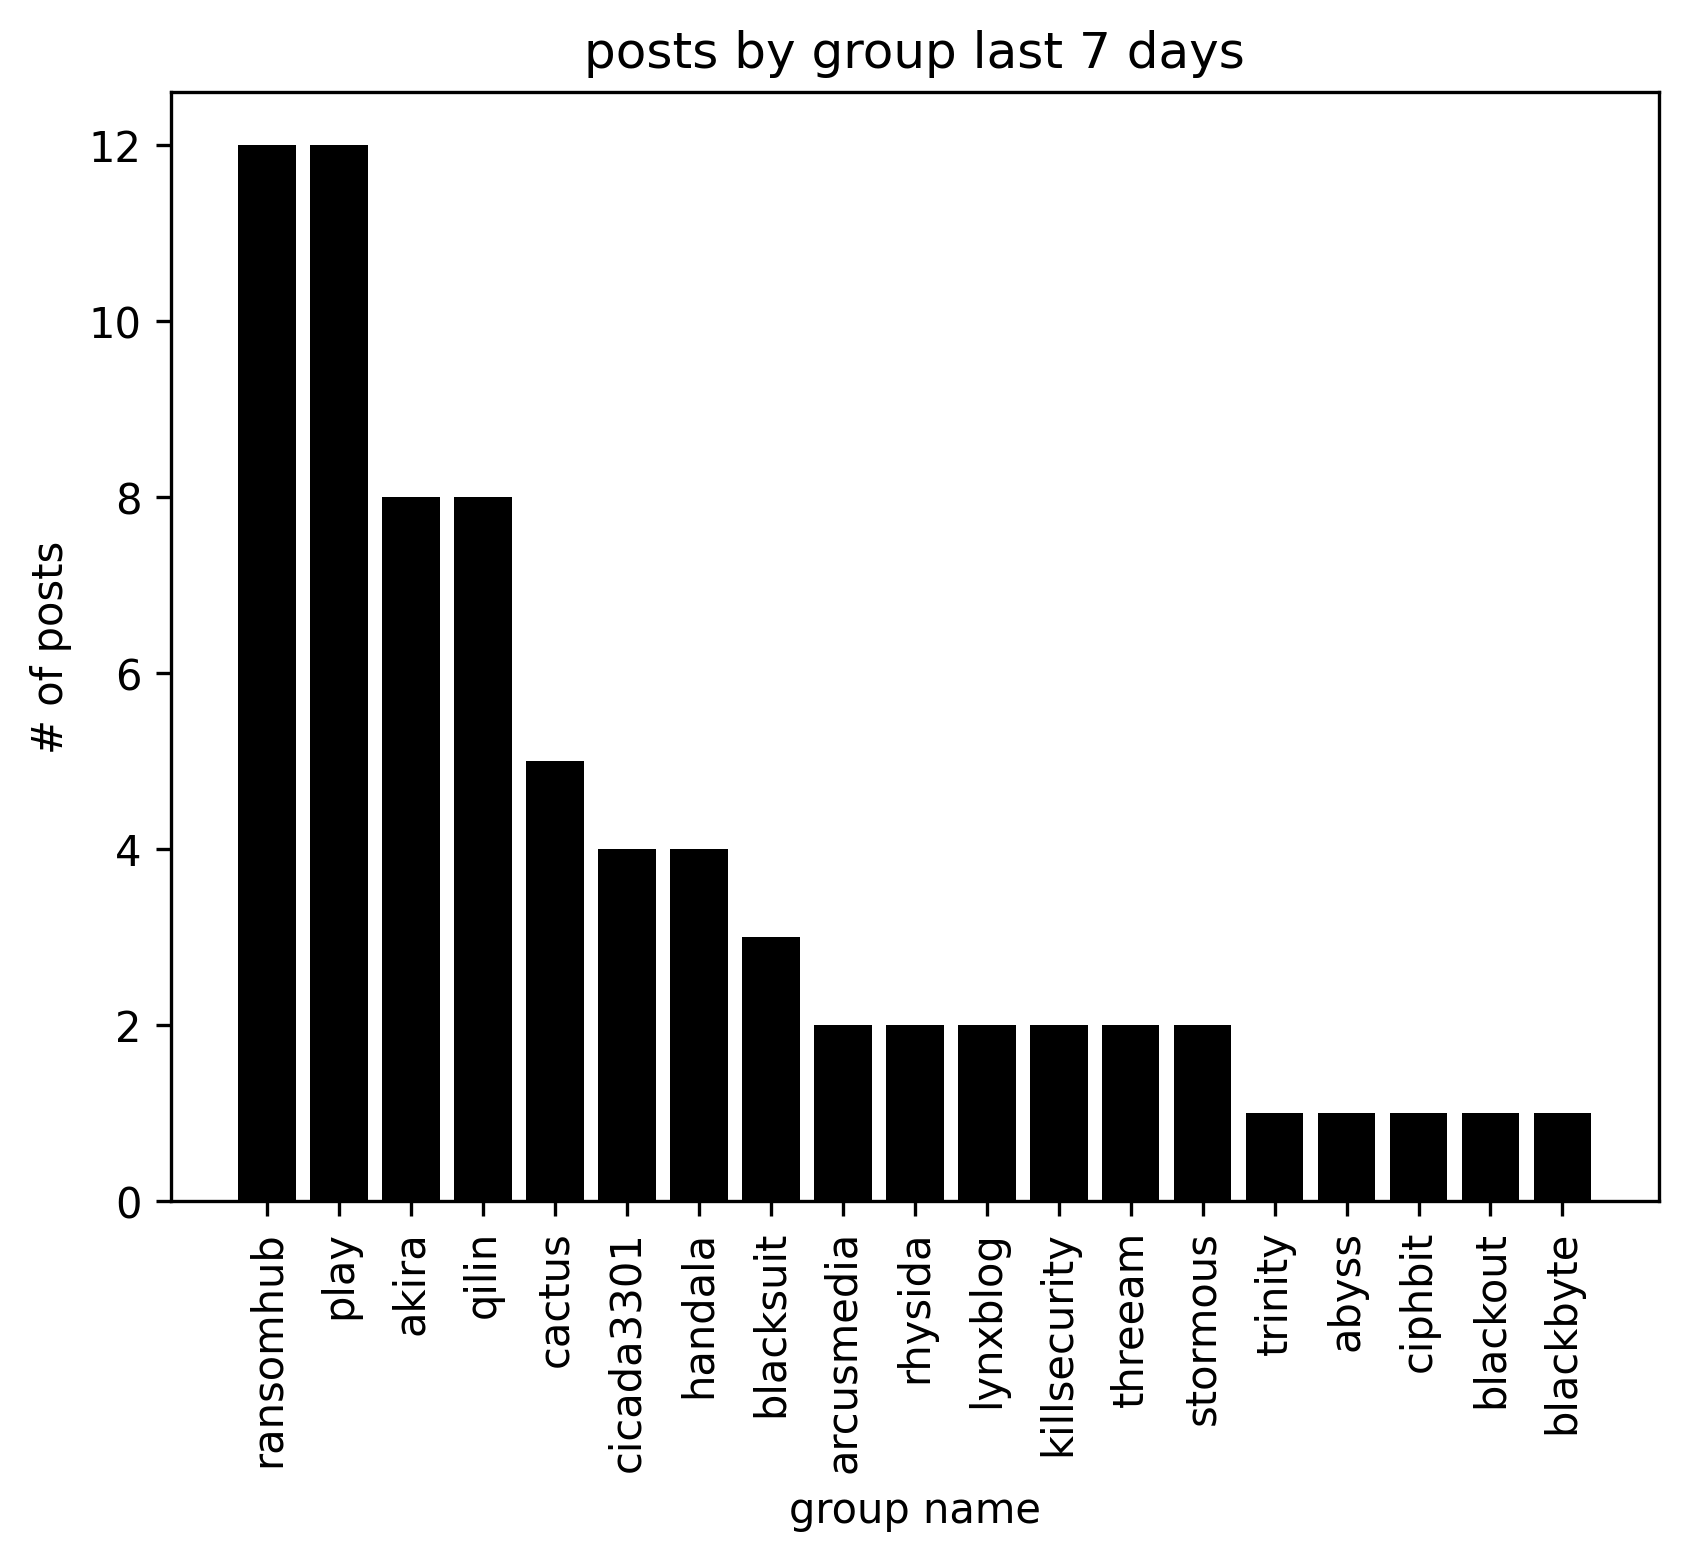 posts by group last 7 days
12
10
8
6
4
2
0
# of posts
ransomhub
play
akira
qilin
cactus
cicada3301
handala
blacksuit
arcusmedia
rhysida
lynxblog
killsecurity
threeam
stormous
trinity
abyss
ciphbit
blackout
blackbyte
group name